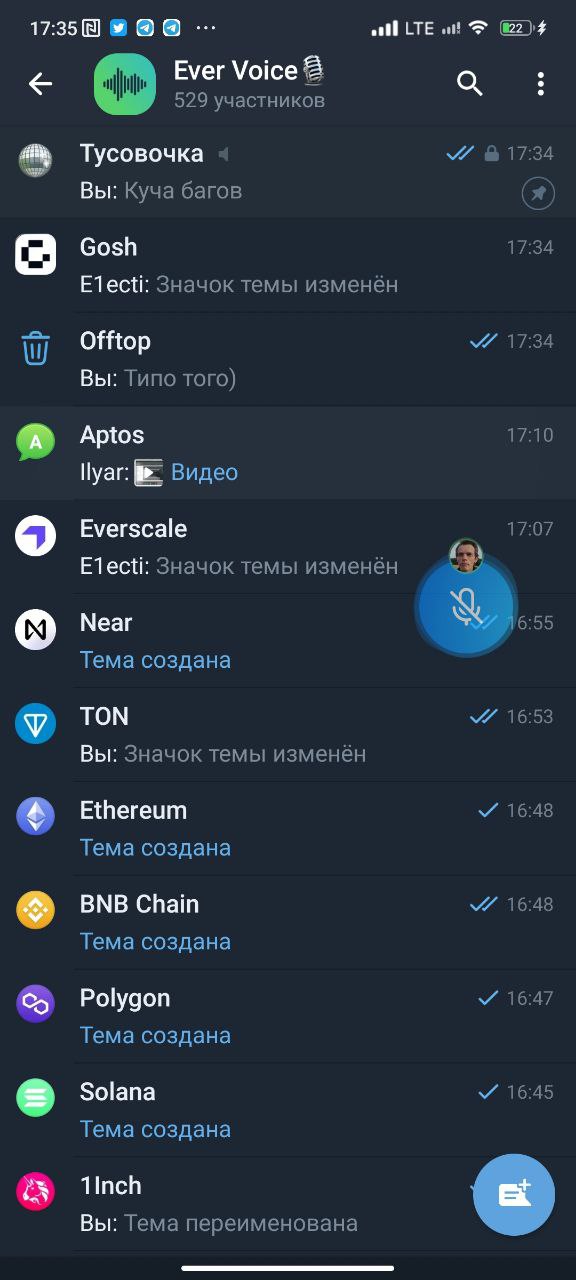 17:35 ... LTE 22
Ever Voice🎙
529 участников
Тусовочка 17:34
Вы: Куча багов
Gosh 17:34
E1ecti: Значок темы изменён
Offtop 17:34
Вы: Типо того)
Aptos 17:10
A
Ilyar: Видео
Everscale 17:07
E1ecti: Значок темы изменён
Near 16:55
Тема создана
TON 16:53
Вы: Значок темы изменён
Ethereum 16:48
Тема создана
BNB Chain 16:48
Тема создана
Polygon 16:47
Тема создана
Solana 16:45
Тема создана
1Inch
Вы: Тема переименована